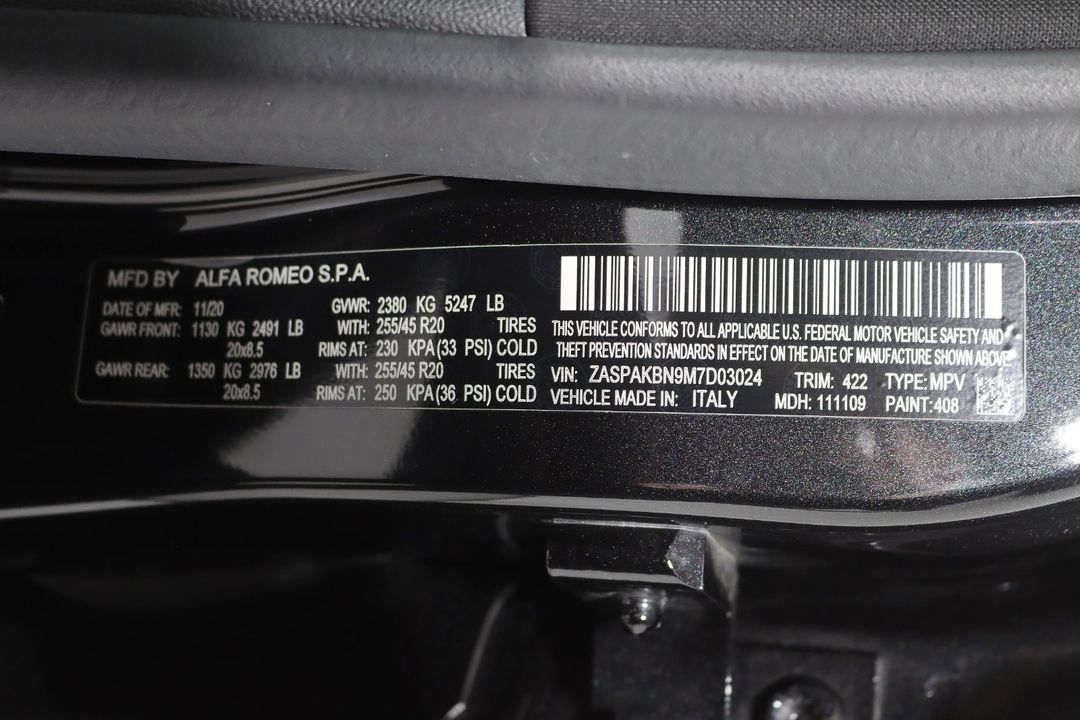 MFD BY ALFA ROMEO S.P.A.
DATE OF MFR: 11/20 GVWR: 2380 KG 5247 LB
GAWR FRONT: 1130 KG 2491 LB WITH: 255/45 R20 TIRES
20x8.5 RIMS AT: 230 KPA(33 PSI) COLD
GAWR REAR: 1350 KG 2976 LB WITH: 255/45 R20 TIRES
20x8.5 RIMS AT: 250 KPA(36 PSI) COLD
THIS VEHICLE CONFORMS TO ALL APPLICABLE U.S. FEDERAL MOTOR VEHICLE SAFETY AND
THEFT PREVENTION STANDARDS IN EFFECT ON THE DATE OF MANUFACTURE SHOWN ABOVE
VIN: ZASPAKBN9M7D03024 TRIM: 422 TYPE: MPV
VEHICLE MADE IN: ITALY MDH: 111109 PAINT:408